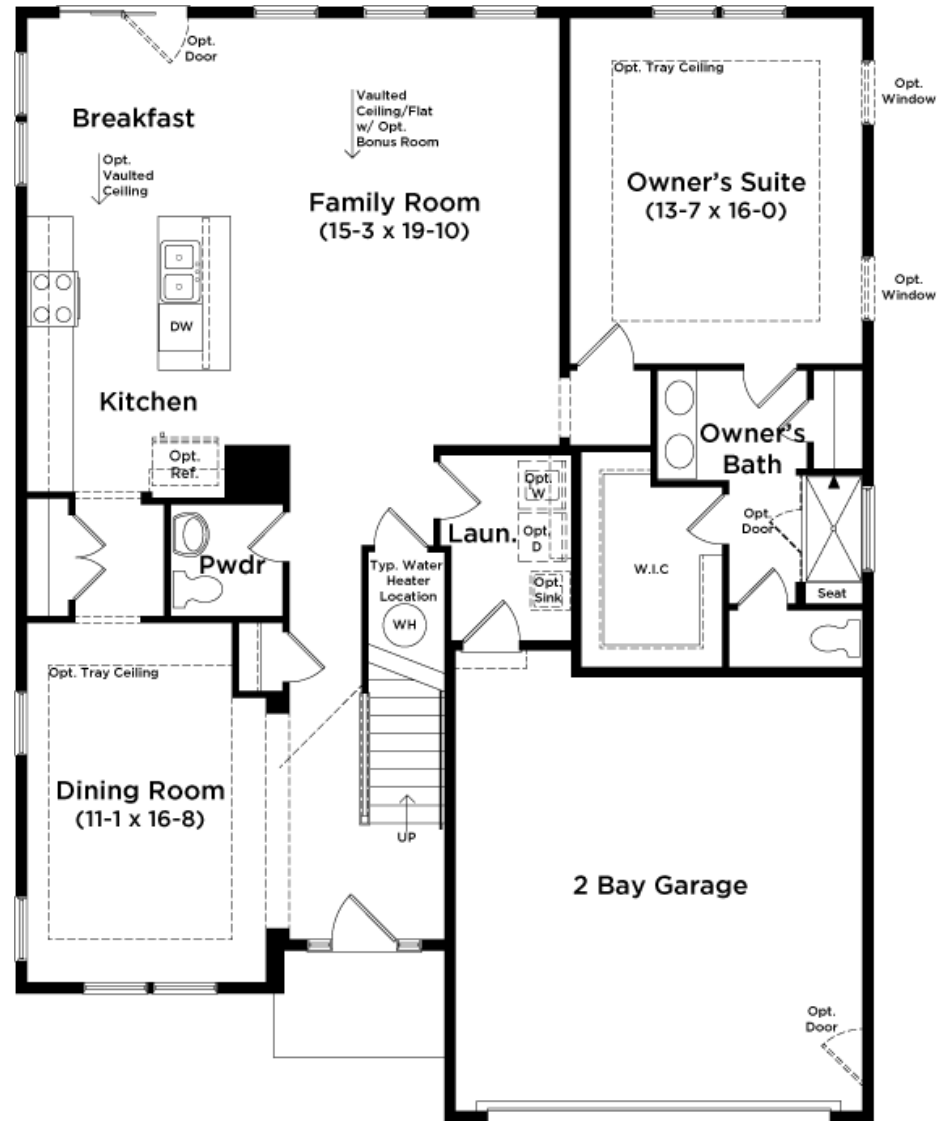 Opt.
Door
Opt. Tray Ceiling
Opt.
Window
Vaulted
Ceiling/Flat
w/ Opt.
Bonus Room
Breakfast
Opt.
Vaulted
Ceiling
Owner's Suite
(13-7 x 16-0)
Family Room
(15-3 x 19-10)
Opt.
Window
DW
Kitchen
Opt.
Ref.
Owner's
Bath
Opt.
W
Opt.
D
Laun.
Opt.
Sink
Opt.
Door
W.I.C
Seat
Pwdr
Typ. Water
Heater
Location
WH
Opt. Tray Ceiling
Dining Room
(11-1 x 16-8)
UP
2 Bay Garage
Opt.
Door